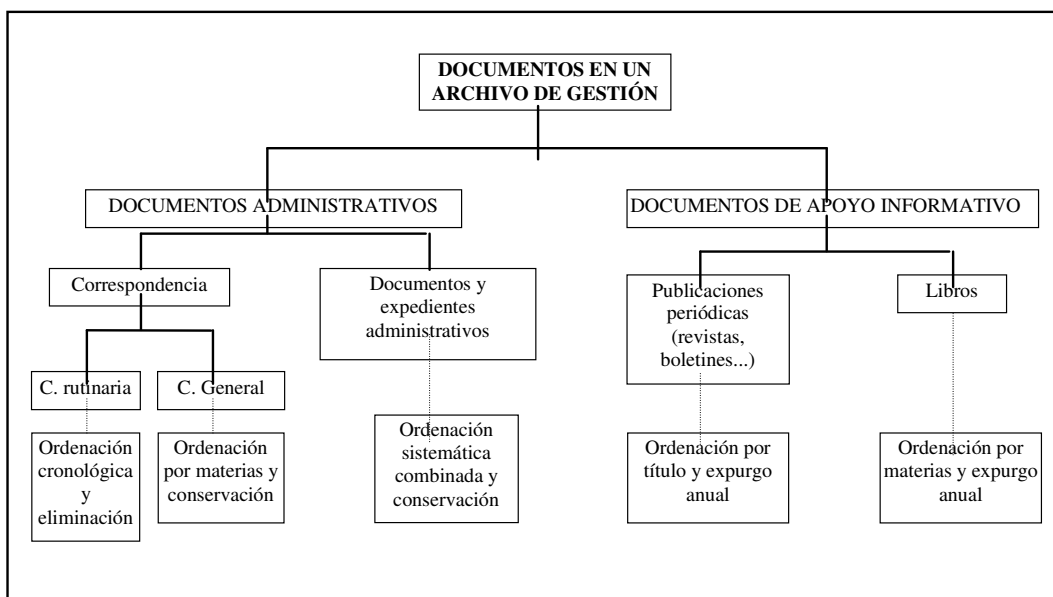 DOCUMENTOS EN UN
ARCHIVO DE GESTIÓN
DOCUMENTOS ADMINISTRATIVOS
DOCUMENTOS DE APOYO INFORMATIVO
Correspondencia
Documentos y
expedientes
administrativos
Publicaciones
periódicas
(revistas,
boletines...)
Libros
C. rutinaria
C. General
Ordenación
cronológica
y
eliminación
Ordenación
por materias y
conservación
Ordenación
sistemática
combinada y
conservación
Ordenación por
título y expurgo
anual
Ordenación por
materias y expurgo
anual